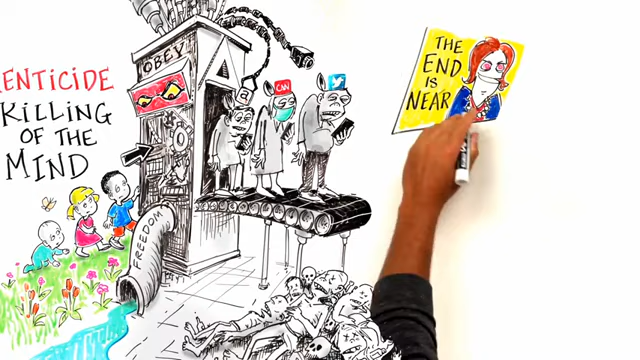 ENTICIDE
KILLING
OF THE
MIND
OBEY
CNN
FREEDOM
THE
END
IS
NEAR